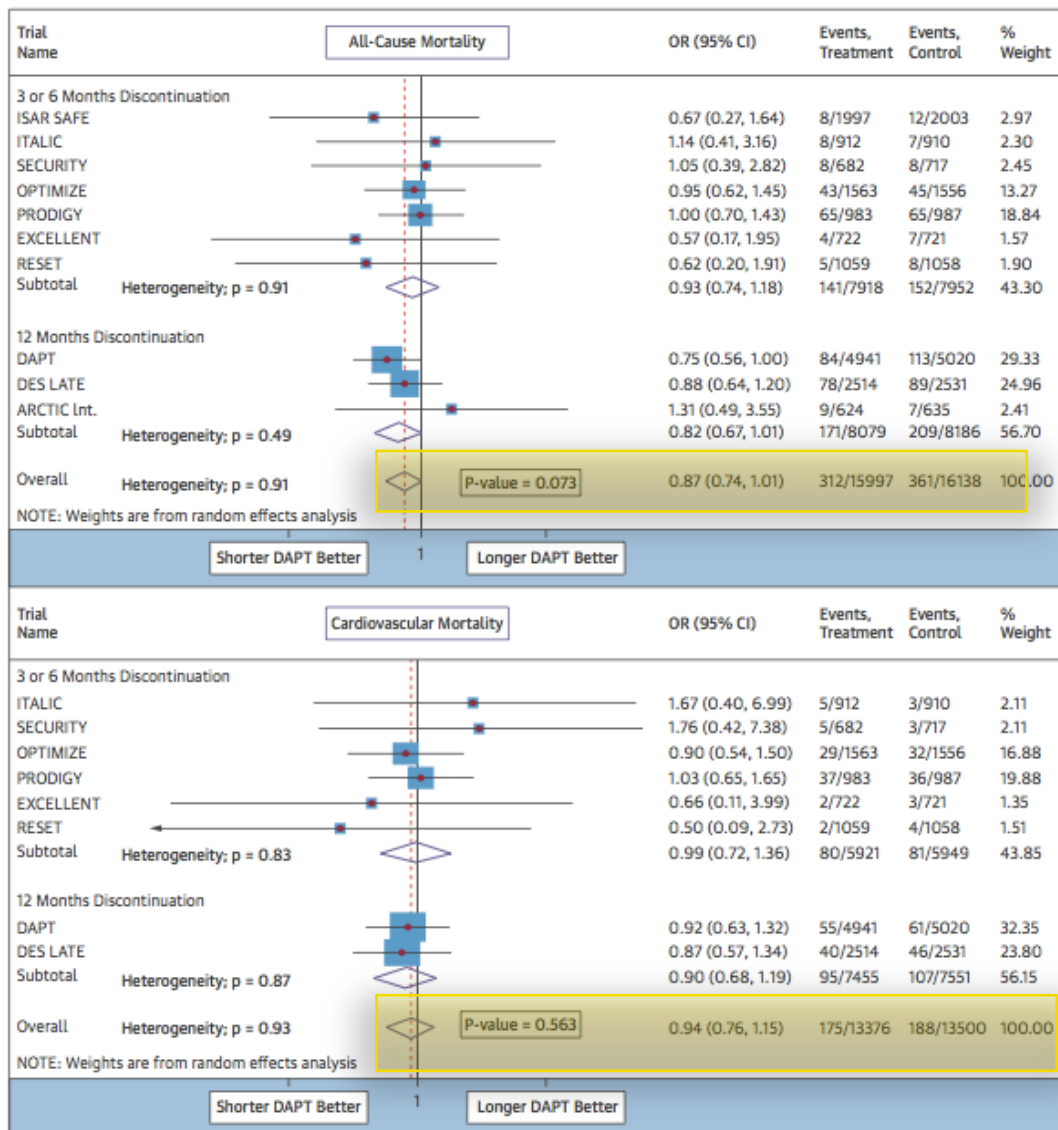 Trial Name All-Cause Mortality OR (95% CI) Events, Treatment Events, Control % Weight
3 or 6 Months Discontinuation
ISAR SAFE 0.67 (0.27, 1.64) 8/1997 12/2003 2.97
ITALIC 1.14 (0.41, 3.16) 8/912 7/910 2.30
SECURITY 1.05 (0.39, 2.82) 8/682 8/717 2.45
OPTIMIZE 0.95 (0.62, 1.45) 43/1563 45/1556 13.27
PRODIGY 1.00 (0.70, 1.43) 65/983 65/987 18.84
EXCELLENT 0.57 (0.17, 1.95) 4/722 7/721 1.57
RESET 0.62 (0.20, 1.91) 5/1059 8/1058 1.90
Subtotal Heterogeneity; p = 0.91 0.93 (0.74, 1.18) 141/7918 152/7952 43.30
12 Months Discontinuation
DAPT 0.75 (0.56, 1.00) 84/4941 113/5020 29.33
DES LATE 0.88 (0.64, 1.20) 78/2514 89/2531 24.96
ARCTIC Int. 1.31 (0.49, 3.55) 9/624 7/635 2.41
Subtotal Heterogeneity; p = 0.49 0.82 (0.67, 1.01) 171/8079 209/8186 56.70
Overall Heterogeneity; p = 0.91 P-value = 0.073 0.87 (0.74, 1.01) 312/15997 361/16138 100.00
NOTE: Weights are from random effects analysis
Shorter DAPT Better 1 Longer DAPT Better
Trial Name Cardiovascular Mortality OR (95% CI) Events, Treatment Events, Control % Weight
3 or 6 Months Discontinuation
ITALIC 1.67 (0.40, 6.99) 5/912 3/910 2.11
SECURITY 1.76 (0.42, 7.38) 5/682 3/717 2.11
OPTIMIZE 0.90 (0.54, 1.50) 29/1563 32/1556 16.88
PRODIGY 1.03 (0.65, 1.65) 37/983 36/987 19.88
EXCELLENT 0.66 (0.11, 3.99) 2/722 3/721 1.35
RESET 0.50 (0.09, 2.73) 2/1059 4/1058 1.51
Subtotal Heterogeneity; p = 0.83 0.99 (0.72, 1.36) 80/5921 81/5949 43.85
12 Months Discontinuation
DAPT 0.92 (0.63, 1.32) 55/4941 61/5020 32.35
DES LATE 0.87 (0.57, 1.34) 40/2514 46/2531 23.80
Subtotal Heterogeneity; p = 0.87 0.90 (0.68, 1.19) 95/7455 107/7551 56.15
Overall Heterogeneity; p = 0.93 P-value = 0.563 0.94 (0.76, 1.15) 175/13376 188/13500 100.00
NOTE: Weights are from random effects analysis
Shorter DAPT Better 1 Longer DAPT Better